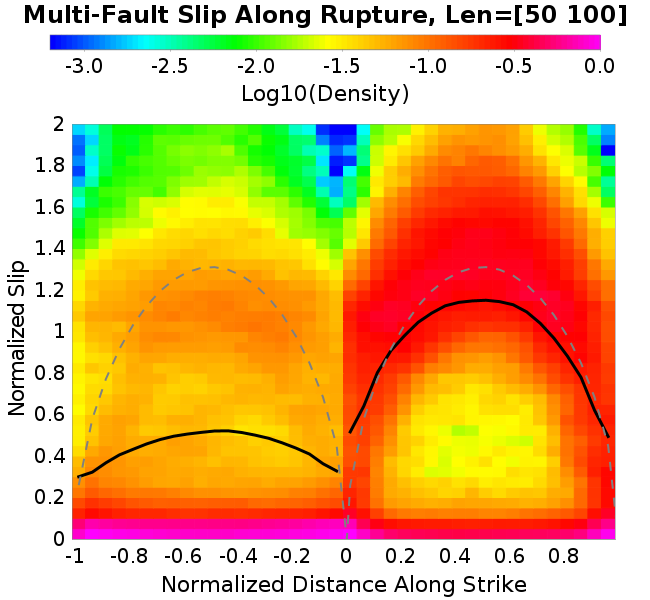 Multi-Fault Slip Along Rupture, Len=[50 100]
-3.0 -2.5 -2.0 -1.5 -1.0 -0.5 0.0
Log10(Density)
2
1.8
1.6
1.4
1.2
1
0.8
0.6
0.4
0.2
0
Normalized Slip
-1 -0.8 -0.6 -0.4 -0.2 0 0.2 0.4 0.6 0.8
Normalized Distance Along Strike